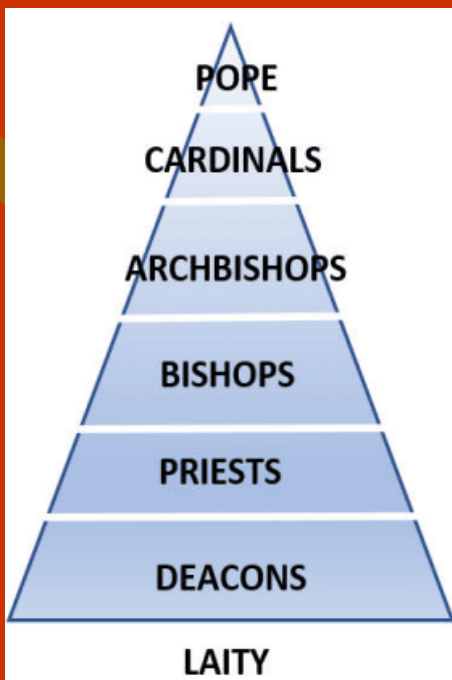 POPE
CARDINALS
ARCHBISHOPS
BISHOPS
PRIESTS
DEACONS
LAITY